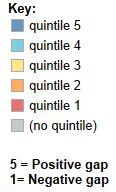 Key:
quintile 5
quintile 4
quintile 3
quintile 2
quintile 1
(no quintile)
5 = Positive gap
1= Negative gap